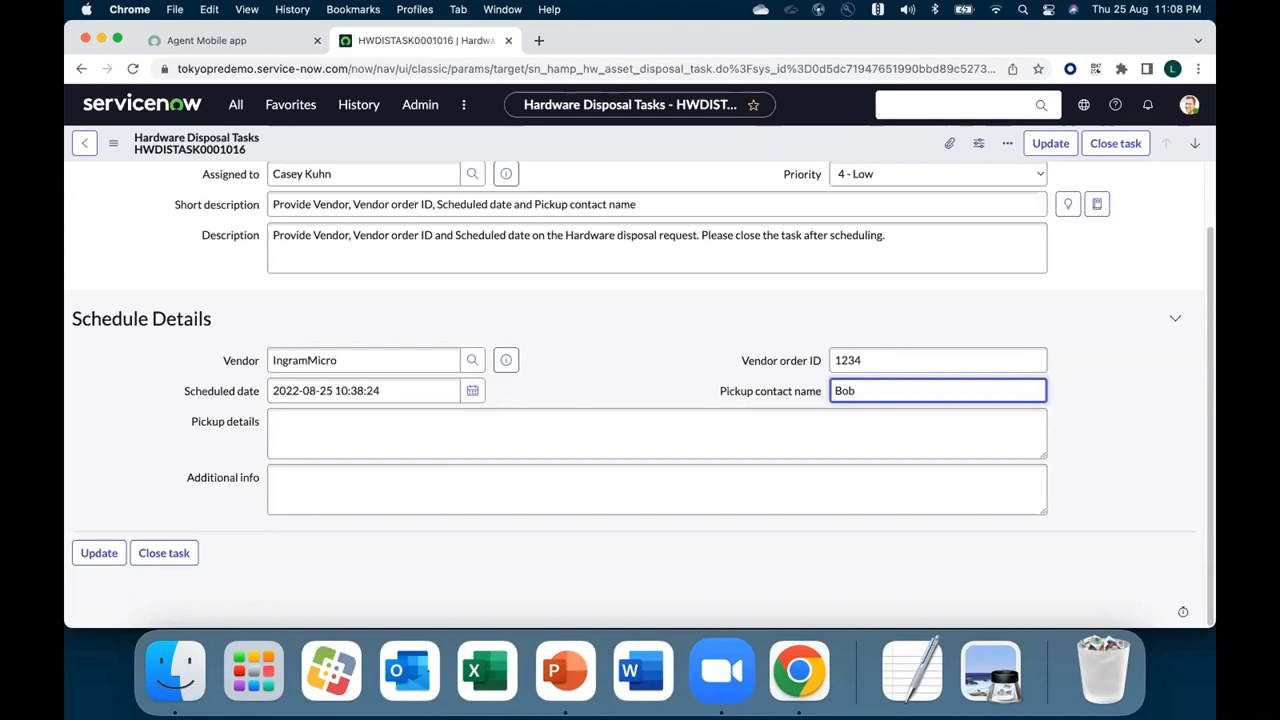 Chrome File Edit View History Bookmarks Profiles Tab Window Help Thu 25 Aug 11:08 PM
Agent Mobile app
HWDISTASK0001016 | Hardwa
tokyopredemo.service-now.com/now/nav/ui/classic/params/target/sn_hamp_hw_asset_disposal_task.do%3Fsys_id%3D0d5dc71947651990bbd89c5273... L
servicenow All Favorites History Admin Hardware Disposal Tasks - HWDIST...
Hardware Disposal Tasks
HWDISTASK0001016
Update Close task
Assigned to Casey Kuhn Priority 4 - Low
Short description Provide Vendor, Vendor order ID, Scheduled date and Pickup contact name
Description Provide Vendor, Vendor order ID and Scheduled date on the Hardware disposal request. Please close the task after scheduling.
Schedule Details
Vendor IngramMicro Vendor order ID 1234
Scheduled date 2022-08-25 10:38:24 Pickup contact name Bob
Pickup details
Additional info
Update Close task